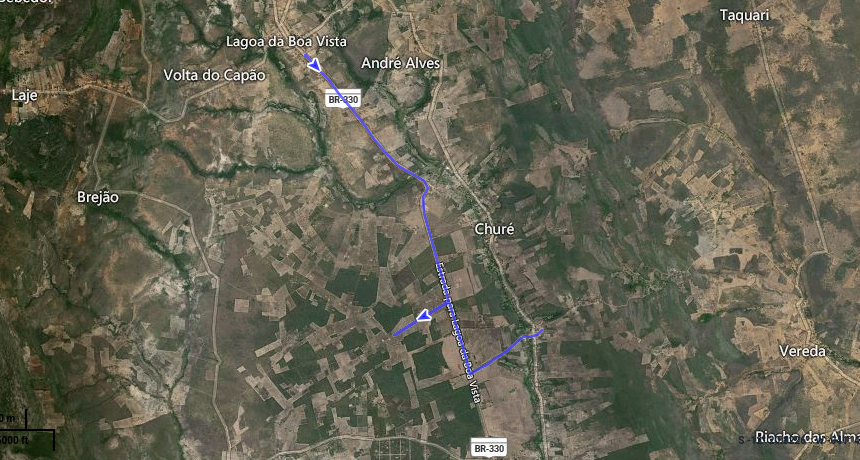 Taquari
Lagoa da Boa Vista
André Alves
Volta do Capão
Laje
BR-330
Brejão
Churé
Estrada para Lagoa da Boa Vista
Vereda
BR-330
Riacho das Alma